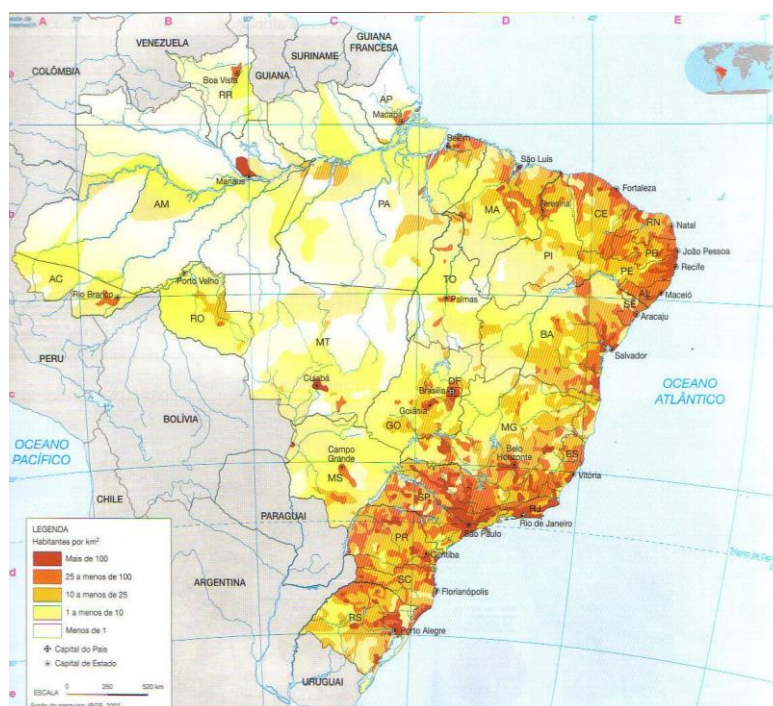 A B C D E
70° 60° 50° 40°
VENEZUELA
GUIANA
FRANCESA
SURINAME
GUIANA
COLÔMBIA
Boa Vista
RR
AP
Macapá
Belém
São Luís
Fortaleza
Manaus
AM
PA
MA
Teresina
CE
RN
Natal
b
PB
João Pessoa
PI
PE
Recife
AC
Porto Velho
TO
AL
Maceió
Rio Branco
Palmas
SE
Aracaju
RO
BA
MT
Salvador
PERU
Cuiabá
DF
Brasília
c
OCEANO
ATLÂNTICO
BOLÍVIA
Goiânia
GO
MG
OCEANO
PACÍFICO
Campo
Grande
Belo
Horizonte
ES
Vitória
MS
CHILE
SP
RJ
PARAGUAI
Rio de Janeiro
São Paulo
LEGENDA
Habitantes por km²
Mais de 100
25 a menos de 100
10 a menos de 25
1 a menos de 10
Menos de 1
Capital do País
Capital de Estado
ESCALA 0 260 520 km
PR
Curitiba
d
SC
ARGENTINA
Florianópolis
RS
Porto Alegre
URUGUAI
e